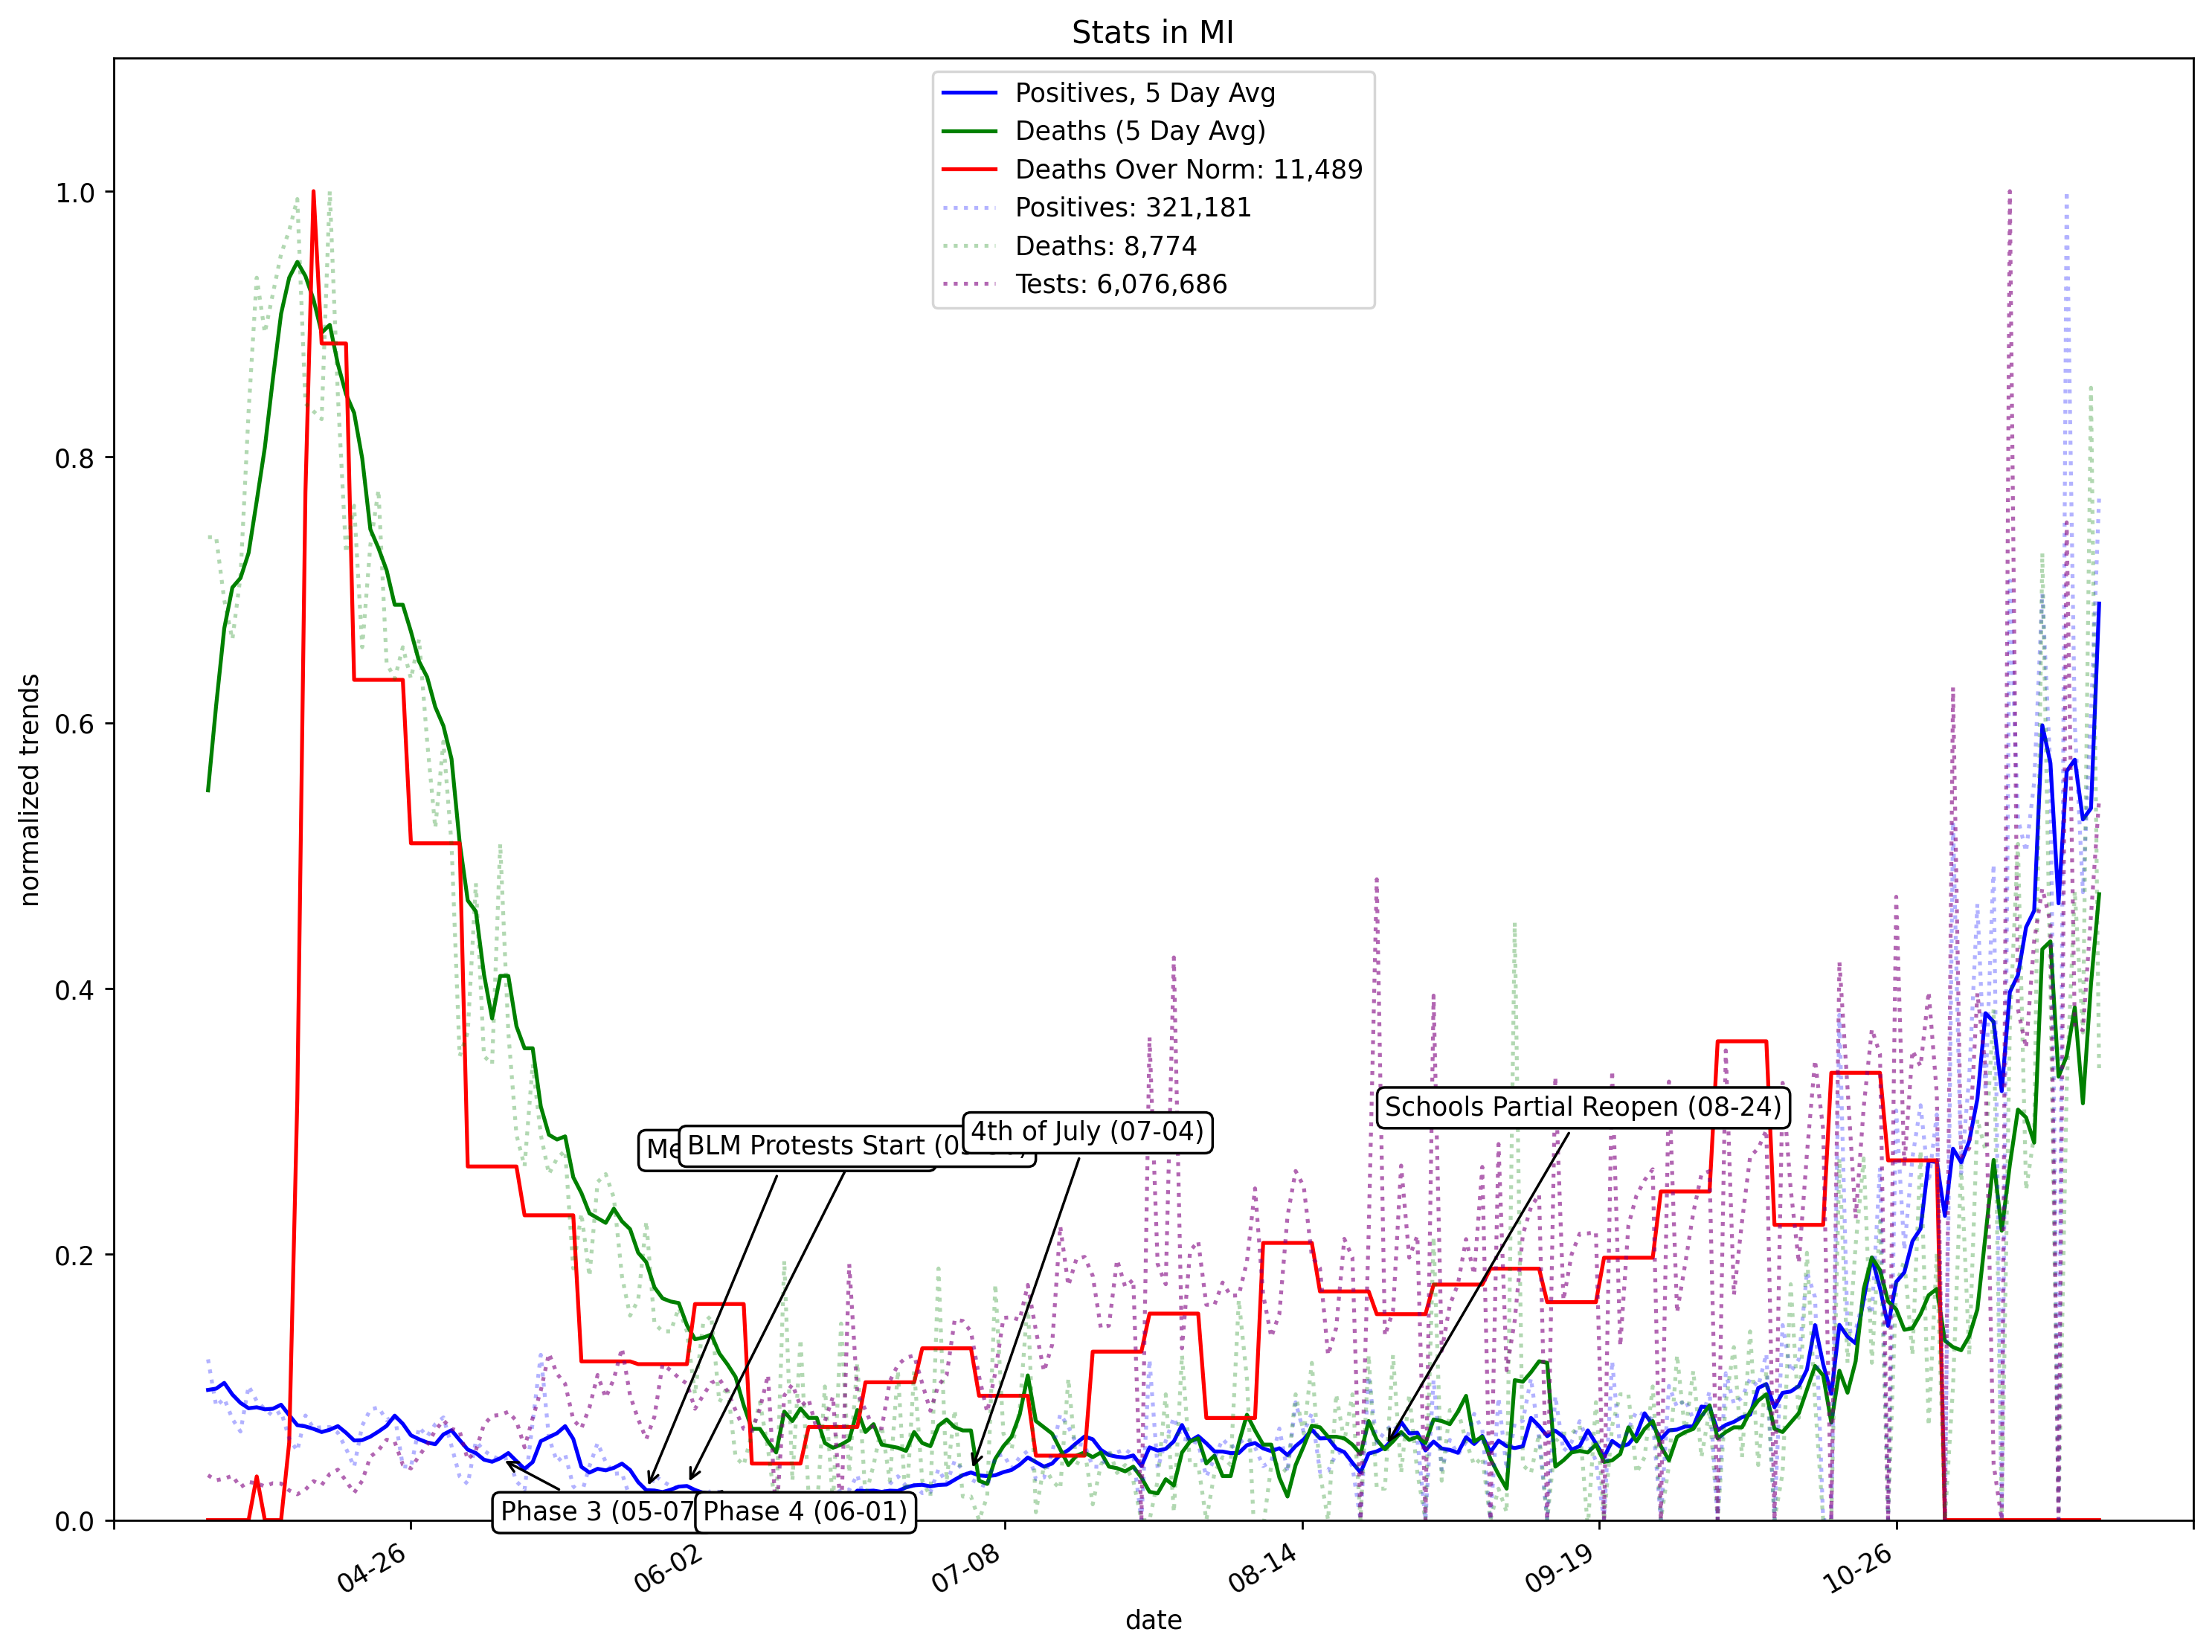 Stats in MI
Positives, 5 Day Avg
Deaths (5 Day Avg)
Deaths Over Norm: 11,489
Positives: 321,181
Deaths: 8,774
Tests: 6,076,686
normalized trends
1.0
0.8
0.6
0.4
0.2
0.0
Schools Partial Reopen (08-24)
4th of July (07-04)
BLM Protests Start
Phase 3 (05-07
Phase 4 (06-01)
04-26
06-02
07-08
08-14
09-19
10-26
date